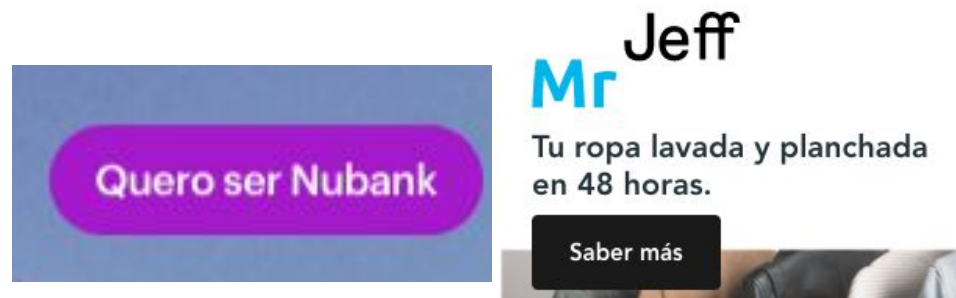 Quero ser Nubank
Jeff
Mr
Tu ropa lavada y planchada
en 48 horas.
Saber más